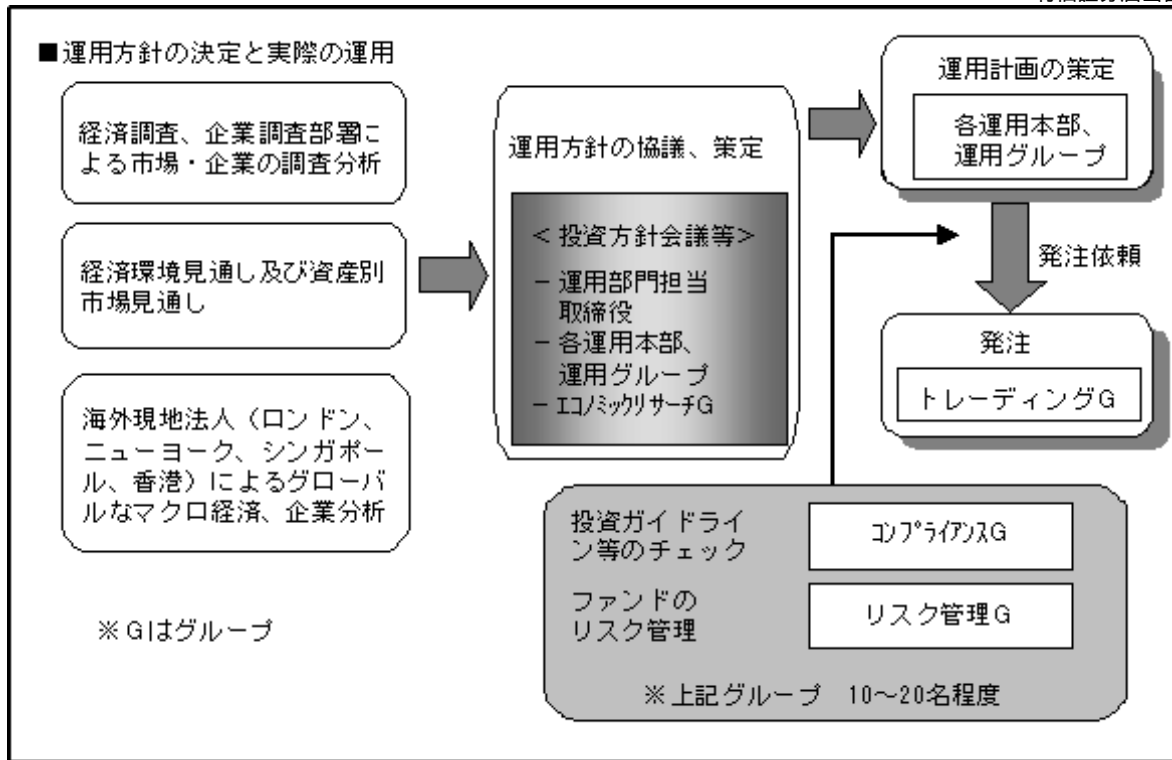 ■運用方針の決定と実際の運用
経済調査、企業調査部署に
よる市場・企業の調査分析
経済環境見通し及び資産別
市場見通し
海外現地法人（ロンドン、
ニューヨーク、シンガポー
ル、香港）によるグローバ
ルなマクロ経済、企業分析
※Gはグループ
運用方針の協議、策定
＜投資方針会議等＞
－運用部門担当
取締役
－各運用本部、
運用グループ
－ｴｺﾉﾐｯｸﾘｻｰﾁG
運用計画の策定
各運用本部、
運用グループ
発注依頼
発注
トレーディングG
投資ガイドライ
ン等のチェック
ｺﾝﾌﾟﾗｲｱﾝｽG
ファンドの
リスク管理
リスク管理G
※上記グループ　10～20名程度